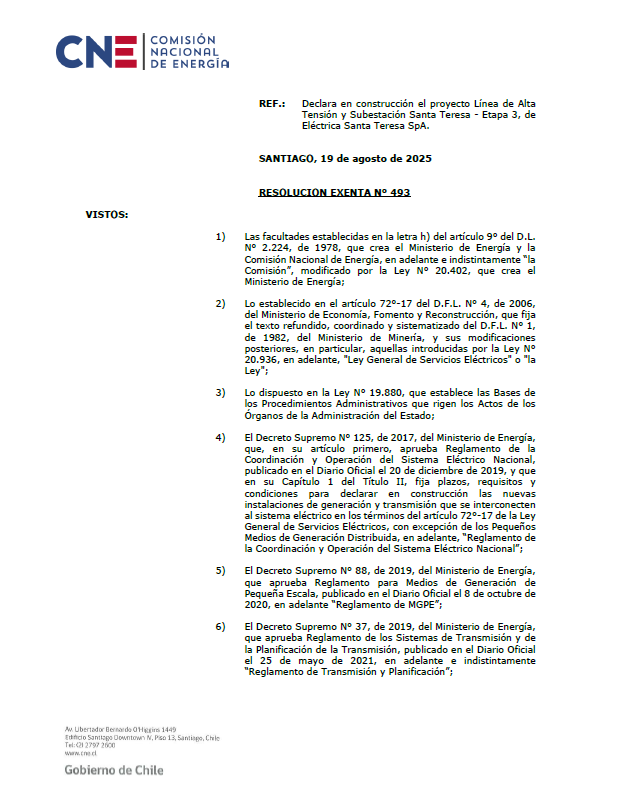 CNE COMISIÓN
NACIONAL
DE ENERGÍA
REF.: Declara en construcción el proyecto Línea de Alta
Tensión y Subestación Santa Teresa - Etapa 3, de
Eléctrica Santa Teresa SpA.
SANTIAGO, 19 de agosto de 2025
RESOLUCION EXENTA Nº 493
VISTOS:
1) Las facultades establecidas en la letra h) del artículo 9º del D.L.
Nº 2.224, de 1978, que crea el Ministerio de Energía y la
Comisión Nacional de Energía, en adelante e indistintamente "la
Comisión", modificado por la Ley Nº 20.402, que crea el
Ministerio de Energía;
2) Lo establecido en el artículo 72º-17 del D.F.L. Nº 4, de 2006,
del Ministerio de Economía, Fomento y Reconstrucción, que fija
el texto refundido, coordinado y sistematizado del D.F.L. Nº 1,
de 1982, del Ministerio de Minería, y sus modificaciones
posteriores, en particular, aquellas introducidas por la Ley Nº
20.936, en adelante, "Ley General de Servicios Eléctricos" o "la
Ley";
3) Lo dispuesto en la Ley Nº 19.880, que establece las Bases de
los Procedimientos Administrativos que rigen los Actos de los
Órganos de la Administración del Estado;
4) El Decreto Supremo Nº 125, de 2017, del Ministerio de Energía,
que, en su artículo primero, aprueba Reglamento de la
Coordinación y Operación del Sistema Eléctrico Nacional,
publicado en el Diario Oficial el 20 de diciembre de 2019, y que
en su Capítulo 1 del Título II, fija plazos, requisitos y
condiciones para declarar en construcción las nuevas
instalaciones de generación y transmisión que se interconecten
al sistema eléctrico en los términos del artículo 72º-17 de la Ley
General de Servicios Eléctricos, con excepción de los Pequeños
Medios de Generación Distribuida, en adelante, "Reglamento de
la Coordinación y Operación del Sistema Eléctrico Nacional";
5) El Decreto Supremo Nº 88, de 2019, del Ministerio de Energía,
que aprueba Reglamento para Medios de Generación de
Pequeña Escala, publicado en el Diario Oficial el 8 de octubre de
2020, en adelante "Reglamento de MGPE";
6) El Decreto Supremo Nº 37, de 2019, del Ministerio de Energía,
que aprueba Reglamento de los Sistemas de Transmisión y de
la Planificación de la Transmisión, publicado en el Diario Oficial
el 25 de mayo de 2021, en adelante e indistintamente
"Reglamento de Transmisión y Planificación";
Av. Libertador Bernardo O'Higgins 1449
Edificio Santiago Downtown IV, Piso 13, Santiago, Chile
Tel: (2) 2797 2600
www.cne.cl
Gobierno de Chile